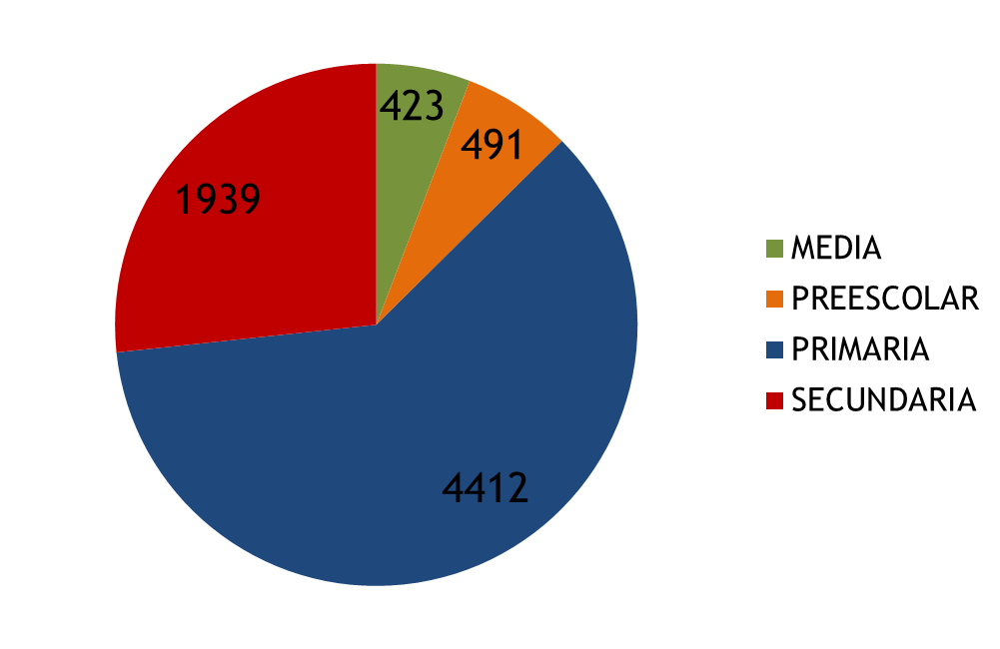 423
491
1939
4412
MEDIA
PREESCOLAR
PRIMARIA
SECUNDARIA